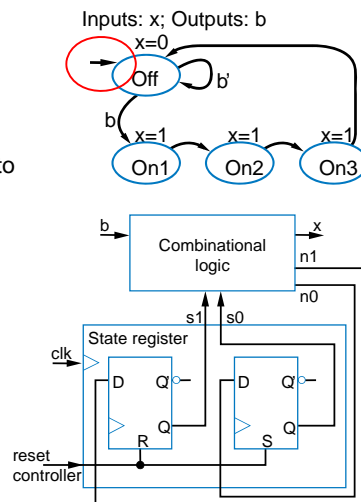 Inputs: x; Outputs: b
x=0
Off
b'
b
x=1 x=1 x=1
to
On1 On2 On3
b
Combinational
logic
x
n1
n0
s1 s0
State register
clk
D Q' D Q'
Q Q
R S
reset
controller